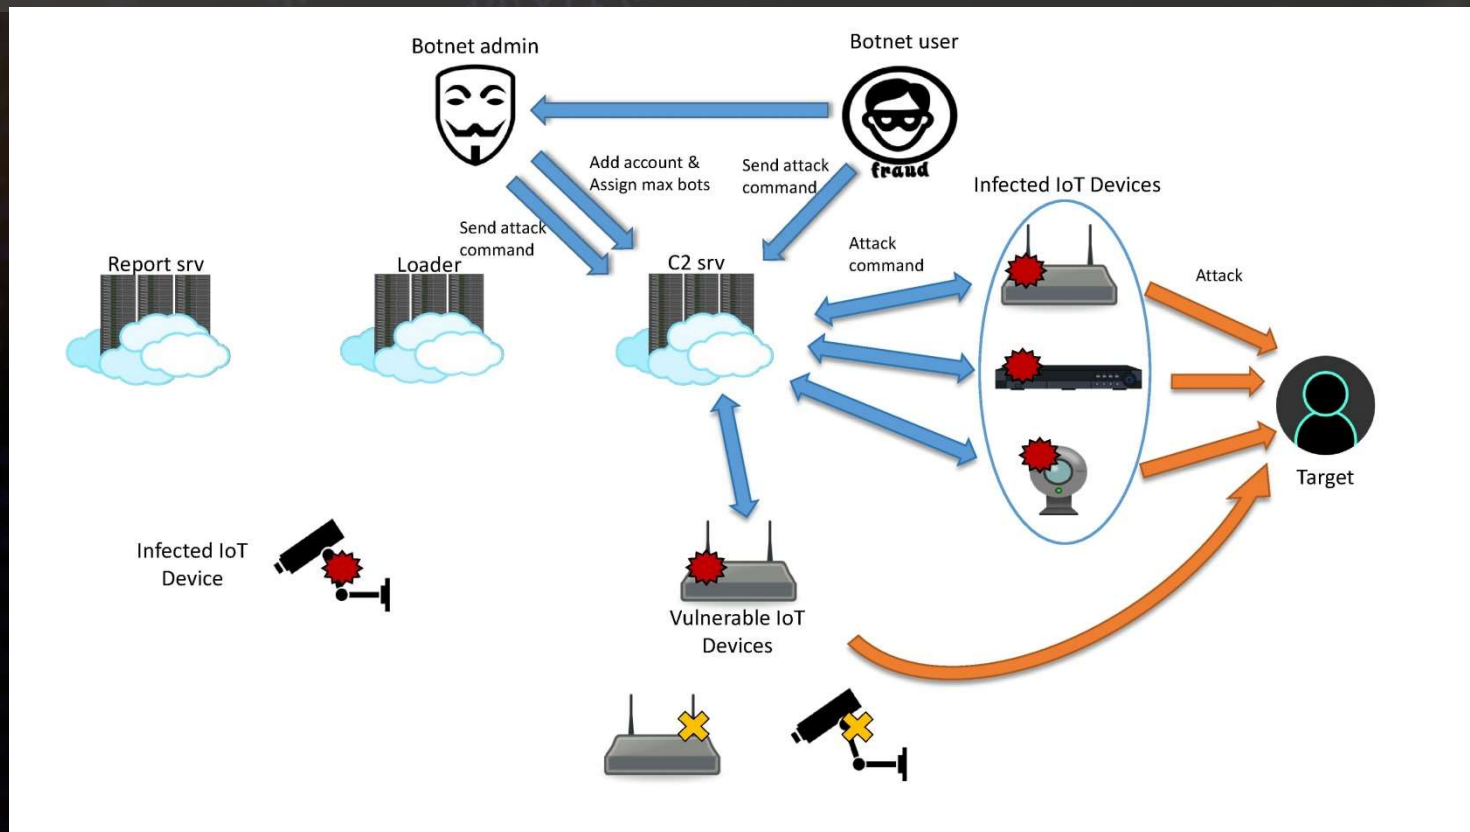 Botnet admin
Botnet user
fraud
Add account &
Assign max bots
Send attack
command
Send attack
command
Infected IoT Devices
Report srv
Loader
C2 srv
Attack
command
Attack
Target
Infected IoT
Device
Vulnerable IoT
Devices